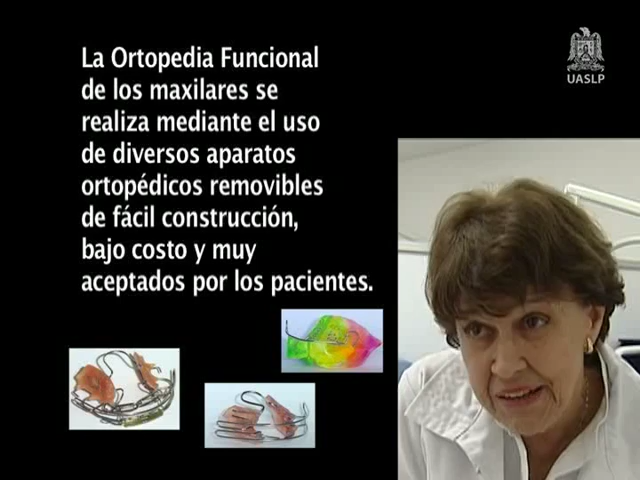 La Ortopedia Funcional
de los maxilares se
realiza mediante el uso
de diversos aparatos
ortopédicos removibles
de fácil construcción,
bajo costo y muy
aceptados por los pacientes.
UASLP